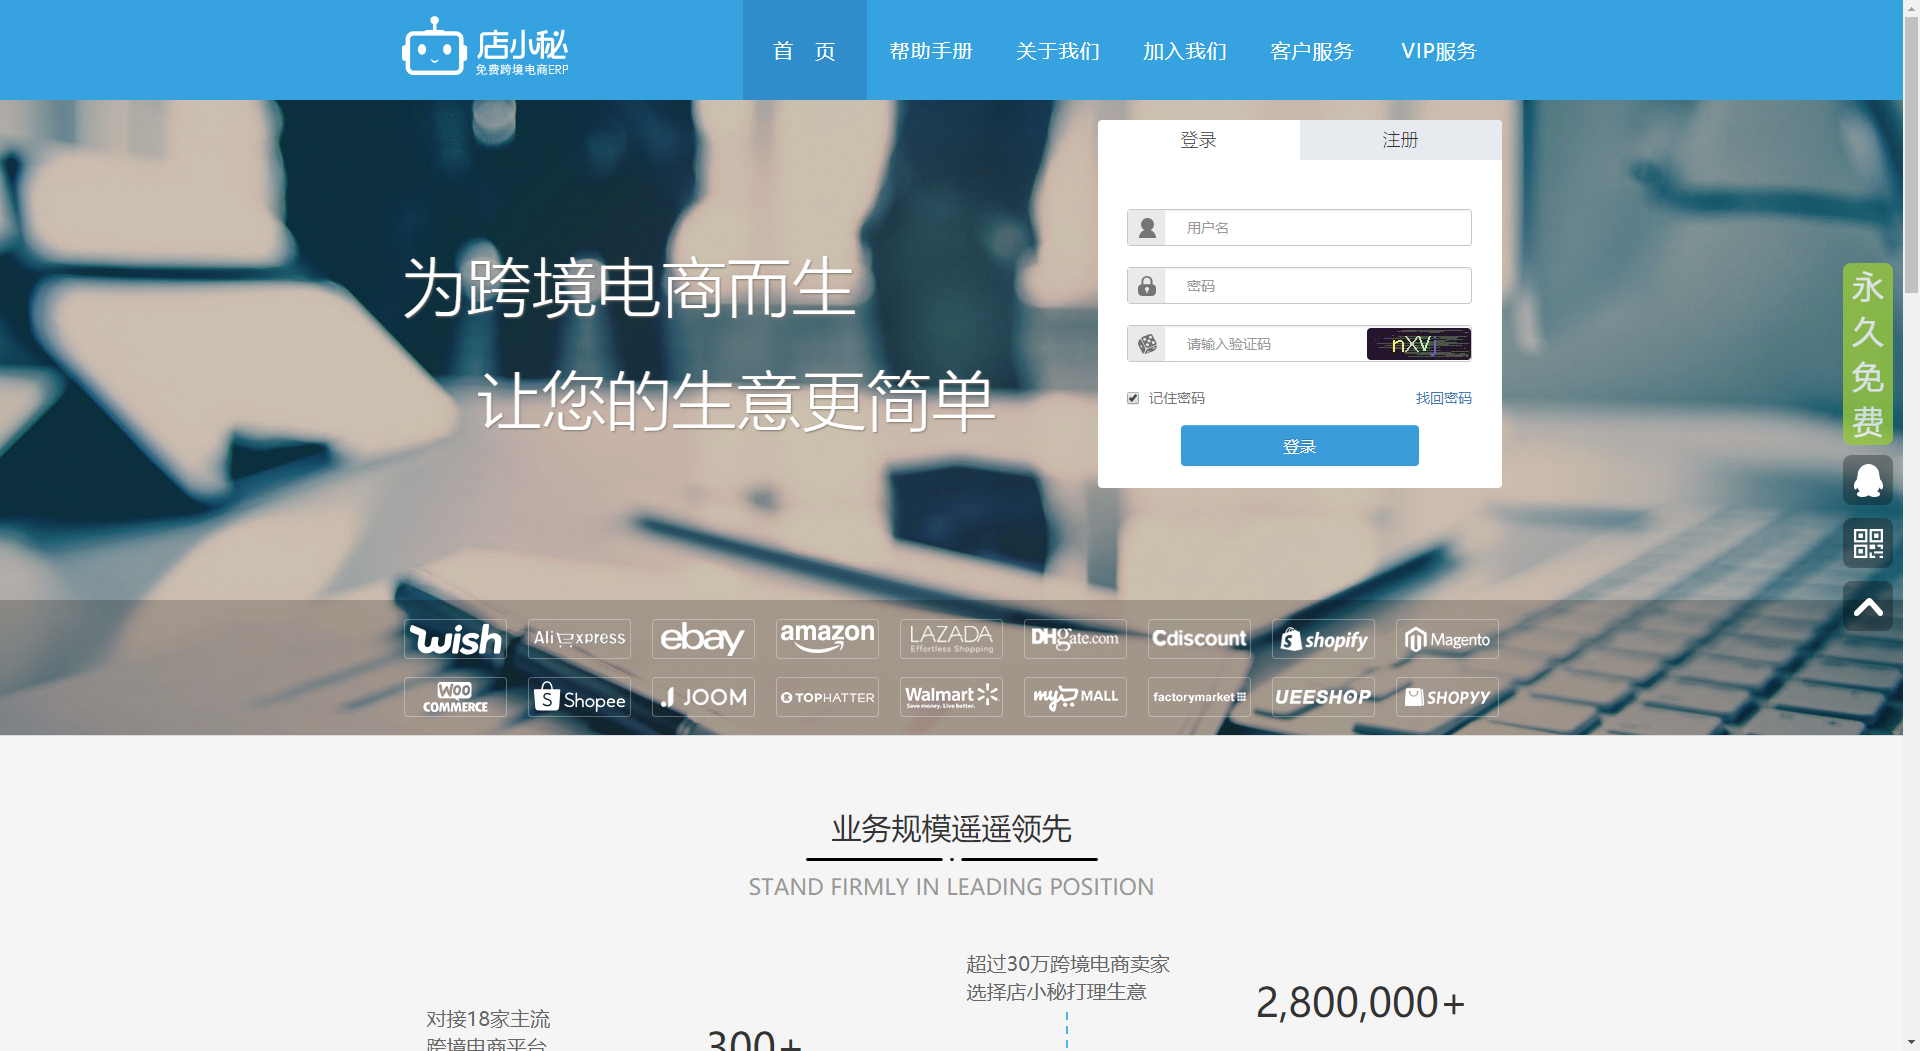 店小秘
免费跨境电商ERP
首 页
帮助手册
关于我们
加入我们
客户服务
VIP服务
登录
注册
用户名
密码
请输入验证码
nXVj
记住密码
找回密码
登录
为跨境电商而生
让您的生意更简单
永久免费
wish
AliExpress
ebay
amazon
LAZADA
Effortless Shopping
DHgate.com
Cdiscount
shopify
Magento
WOO COMMERCE
Shopee
JOOM
TOPHATTER
Walmart
Save money. Live better.
myMALL
factorymarket
UEESHOP
SHOPYY
业务规模遥遥领先
STAND FIRMLY IN LEADING POSITION
超过30万跨境电商卖家
选择店小秘打理生意
2,800,000+
对接18家主流
跨境电商平台
300+